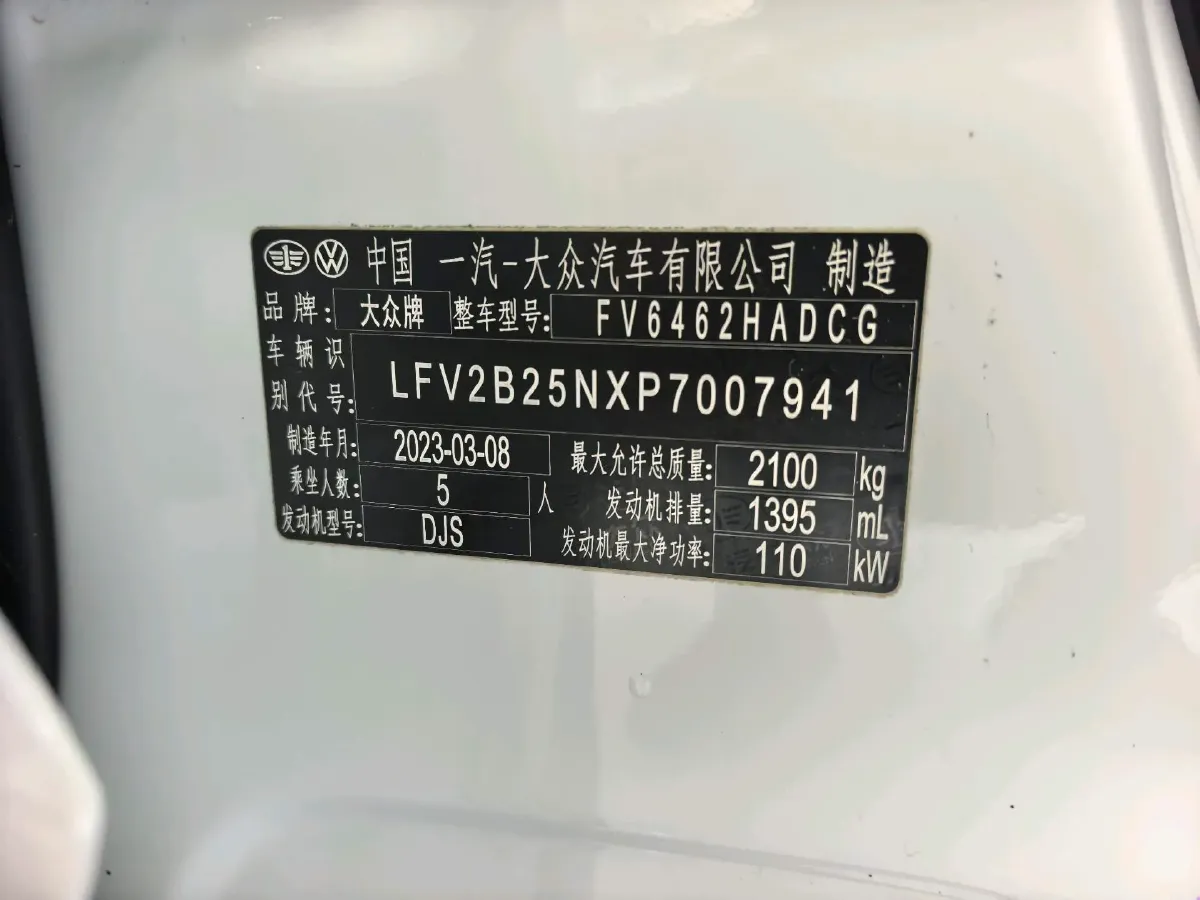 中国 一汽-大众汽车有限公司 制造
品牌: 大众牌 整车型号: FV6462HADCG
车辆识别代号: LFV2B25NXP7007941
制造年月: 2023-03-08 最大允许总质量: 2100 kg
乘坐人数: 5 人 发动机排量: 1395 mL
发动机型号: DJS 发动机最大净功率: 110 kW